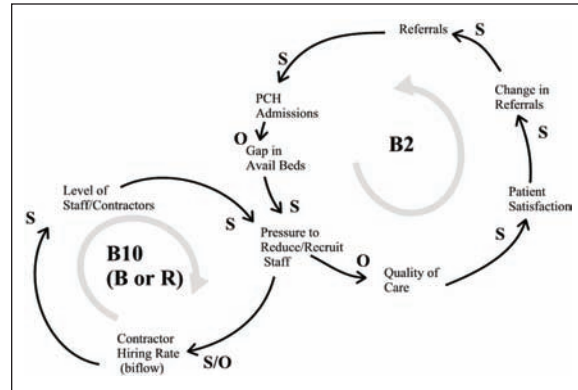 Referrals
S
S
PCH
Admissions
Change in
Referrals
O
Gap in
Avail Beds
B2
S
Level of
Staff/Contractors
S
Patient
Satisfaction
S
S
Pressure to
Reduce/Recruit
Staff
S
B10
(B or R)
O
Quality of
Care
Contractor
Hiring Rate
(biflow)
S/O